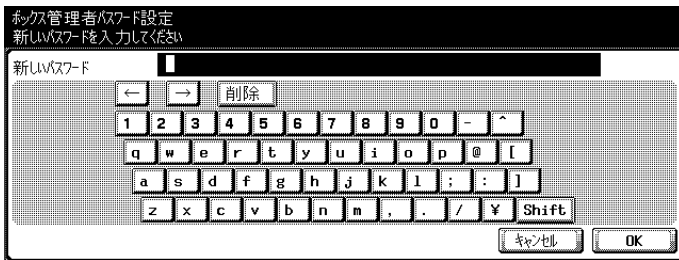 ボックス管理者パスワード設定
新しいパスワードを入力してください
新しいパスワード
← → 削除
1 2 3 4 5 6 7 8 9 0 - ^
q w e r t y u i o p @ [
a s d f g h j k l ; : ]
z x c v b n m , . / ¥ Shift
キャンセル OK